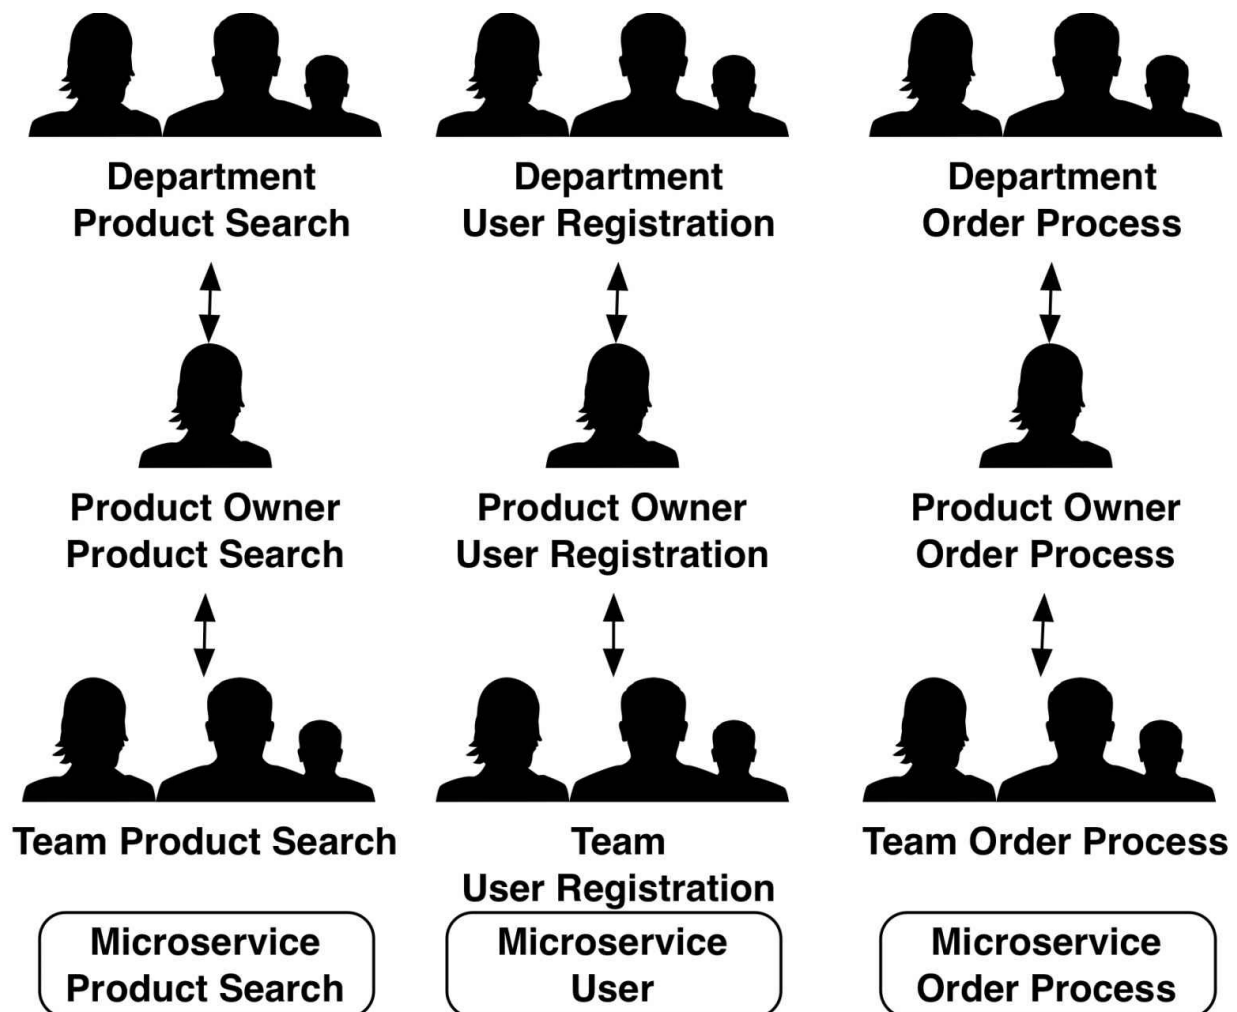 Department
Product Search
Department
User Registration
Department
Order Process
Product Owner
Product Search
Product Owner
User Registration
Product Owner
Order Process
Team Product Search
Team
User Registration
Team Order Process
Microservice
Product Search
Microservice
User
Microservice
Order Process